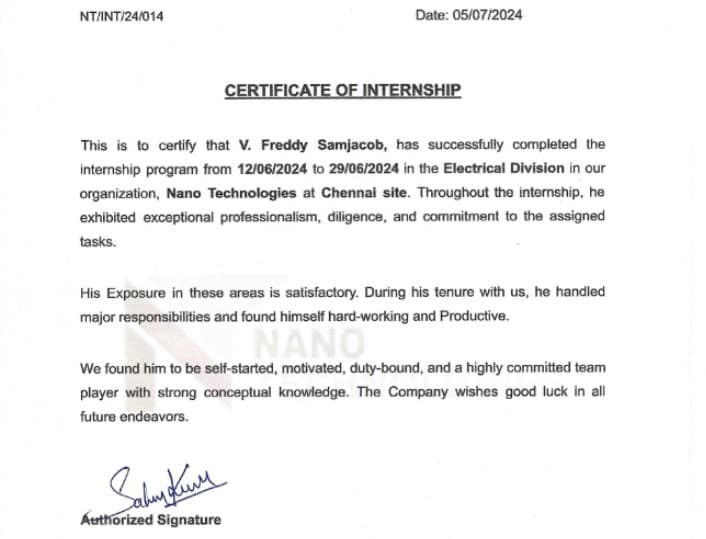 NT/INT/24/014 Date: 05/07/2024
CERTIFICATE OF INTERNSHIP
This is to certify that V. Freddy Samjacob, has successfully completed the
internship program from 12/06/2024 to 29/06/2024 in the Electrical Division in our
organization, Nano Technologies at Chennai site. Throughout the internship, he
exhibited exceptional professionalism, diligence, and commitment to the assigned
tasks.
His Exposure in these areas is satisfactory. During his tenure with us, he handled
major responsibilities and found himself hard-working and Productive.
NANO
We found him to be self-started, motivated, duty-bound, and a highly committed team
player with strong conceptual knowledge. The Company wishes good luck in all
future endeavors.
Authorized Signature